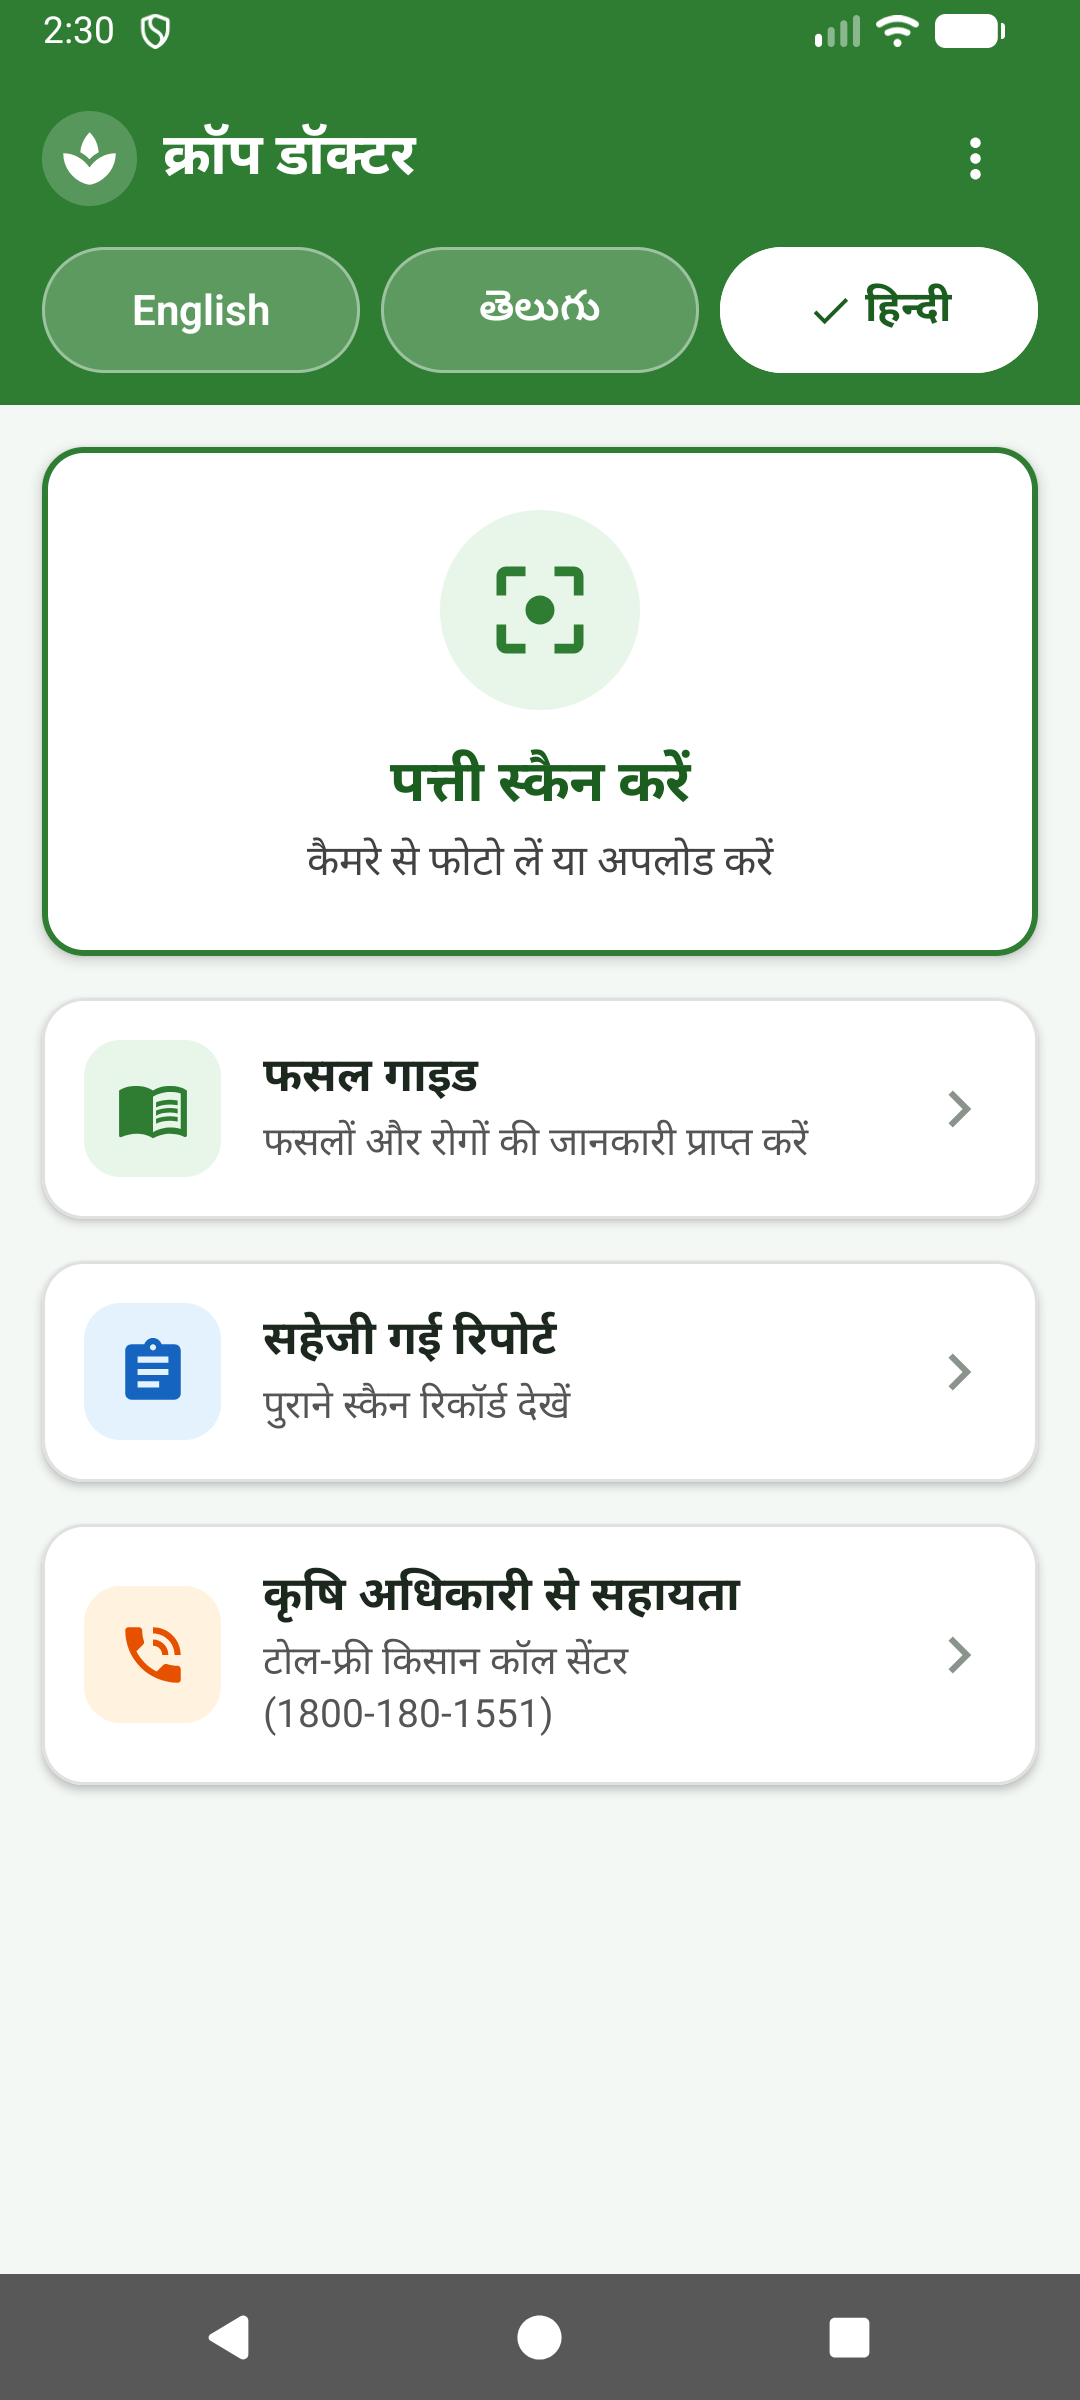 2:30
क्रॉप डॉक्टर
English
తెలుగు
हिन्दी
पत्ती स्कैन करें
कैमरे से फोटो लें या अपलोड करें
फसल गाइड
फसलों और रोगों की जानकारी प्राप्त करें
सहेजी गई रिपोर्ट
पुराने स्कैन रिकॉर्ड देखें
कृषि अधिकारी से सहायता
टोल-फ्री किसान कॉल सेंटर
(1800-180-1551)